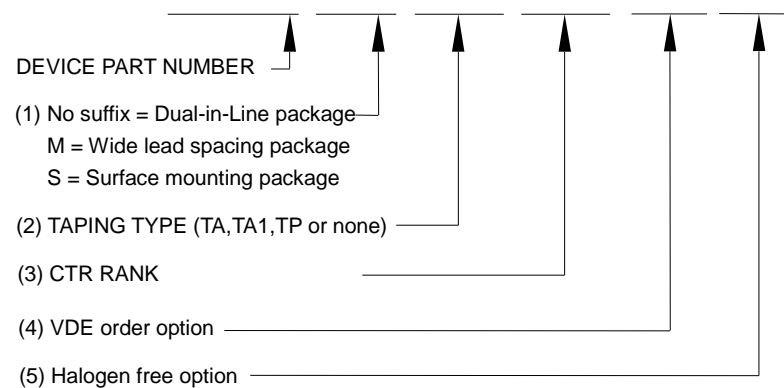 DEVICE PART NUMBER
(1) No suffix = Dual-in-Line package
M = Wide lead spacing package
S = Surface mounting package
(2) TAPING TYPE (TA,TA1,TP or none)
(3) CTR RANK
(4) VDE order option
(5) Halogen free option